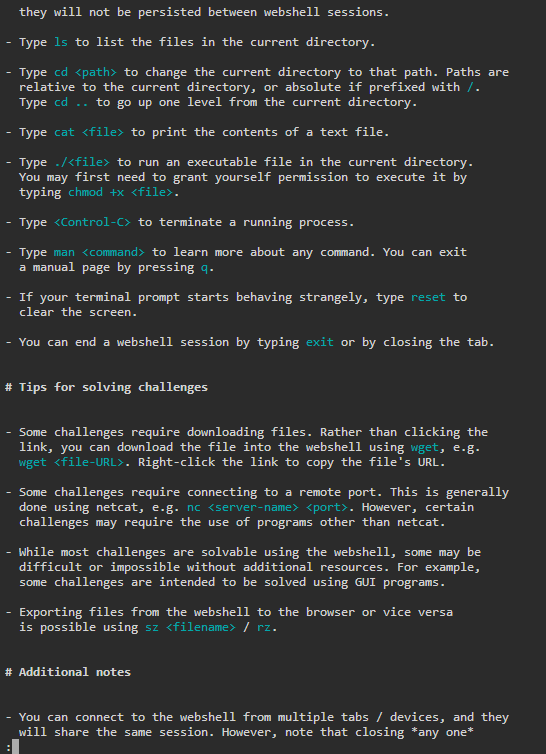 they will not be persisted between webshell sessions.
- Type ls to list the files in the current directory.
- Type cd <path> to change the current directory to that path. Paths are
relative to the current directory, or absolute if prefixed with /.
Type cd .. to go up one level from the current directory.
- Type cat <file> to print the contents of a text file.
- Type ./<file> to run an executable file in the current directory.
You may first need to grant yourself permission to execute it by
typing chmod +x <file>.
- Type <Control-C> to terminate a running process.
- Type man <command> to learn more about any command. You can exit
a manual page by pressing q.
- If your terminal prompt starts behaving strangely, type reset to
clear the screen.
- You can end a webshell session by typing exit or by closing the tab.
# Tips for solving challenges
- Some challenges require downloading files. Rather than clicking the
link, you can download the file into the webshell using wget, e.g.
wget <file-URL>. Right-click the link to copy the file's URL.
- Some challenges require connecting to a remote port. This is generally
done using netcat, e.g. nc <server-name> <port>. However, certain
challenges may require the use of programs other than netcat.
- While most challenges are solvable using the webshell, some may be
difficult or impossible without additional resources. For example,
some challenges are intended to be solved using GUI programs.
- Exporting files from the webshell to the browser or vice versa
is possible using sz <filename> / rz.
# Additional notes
- You can connect to the webshell from multiple tabs / devices, and they
will share the same session. However, note that closing *any one*
: